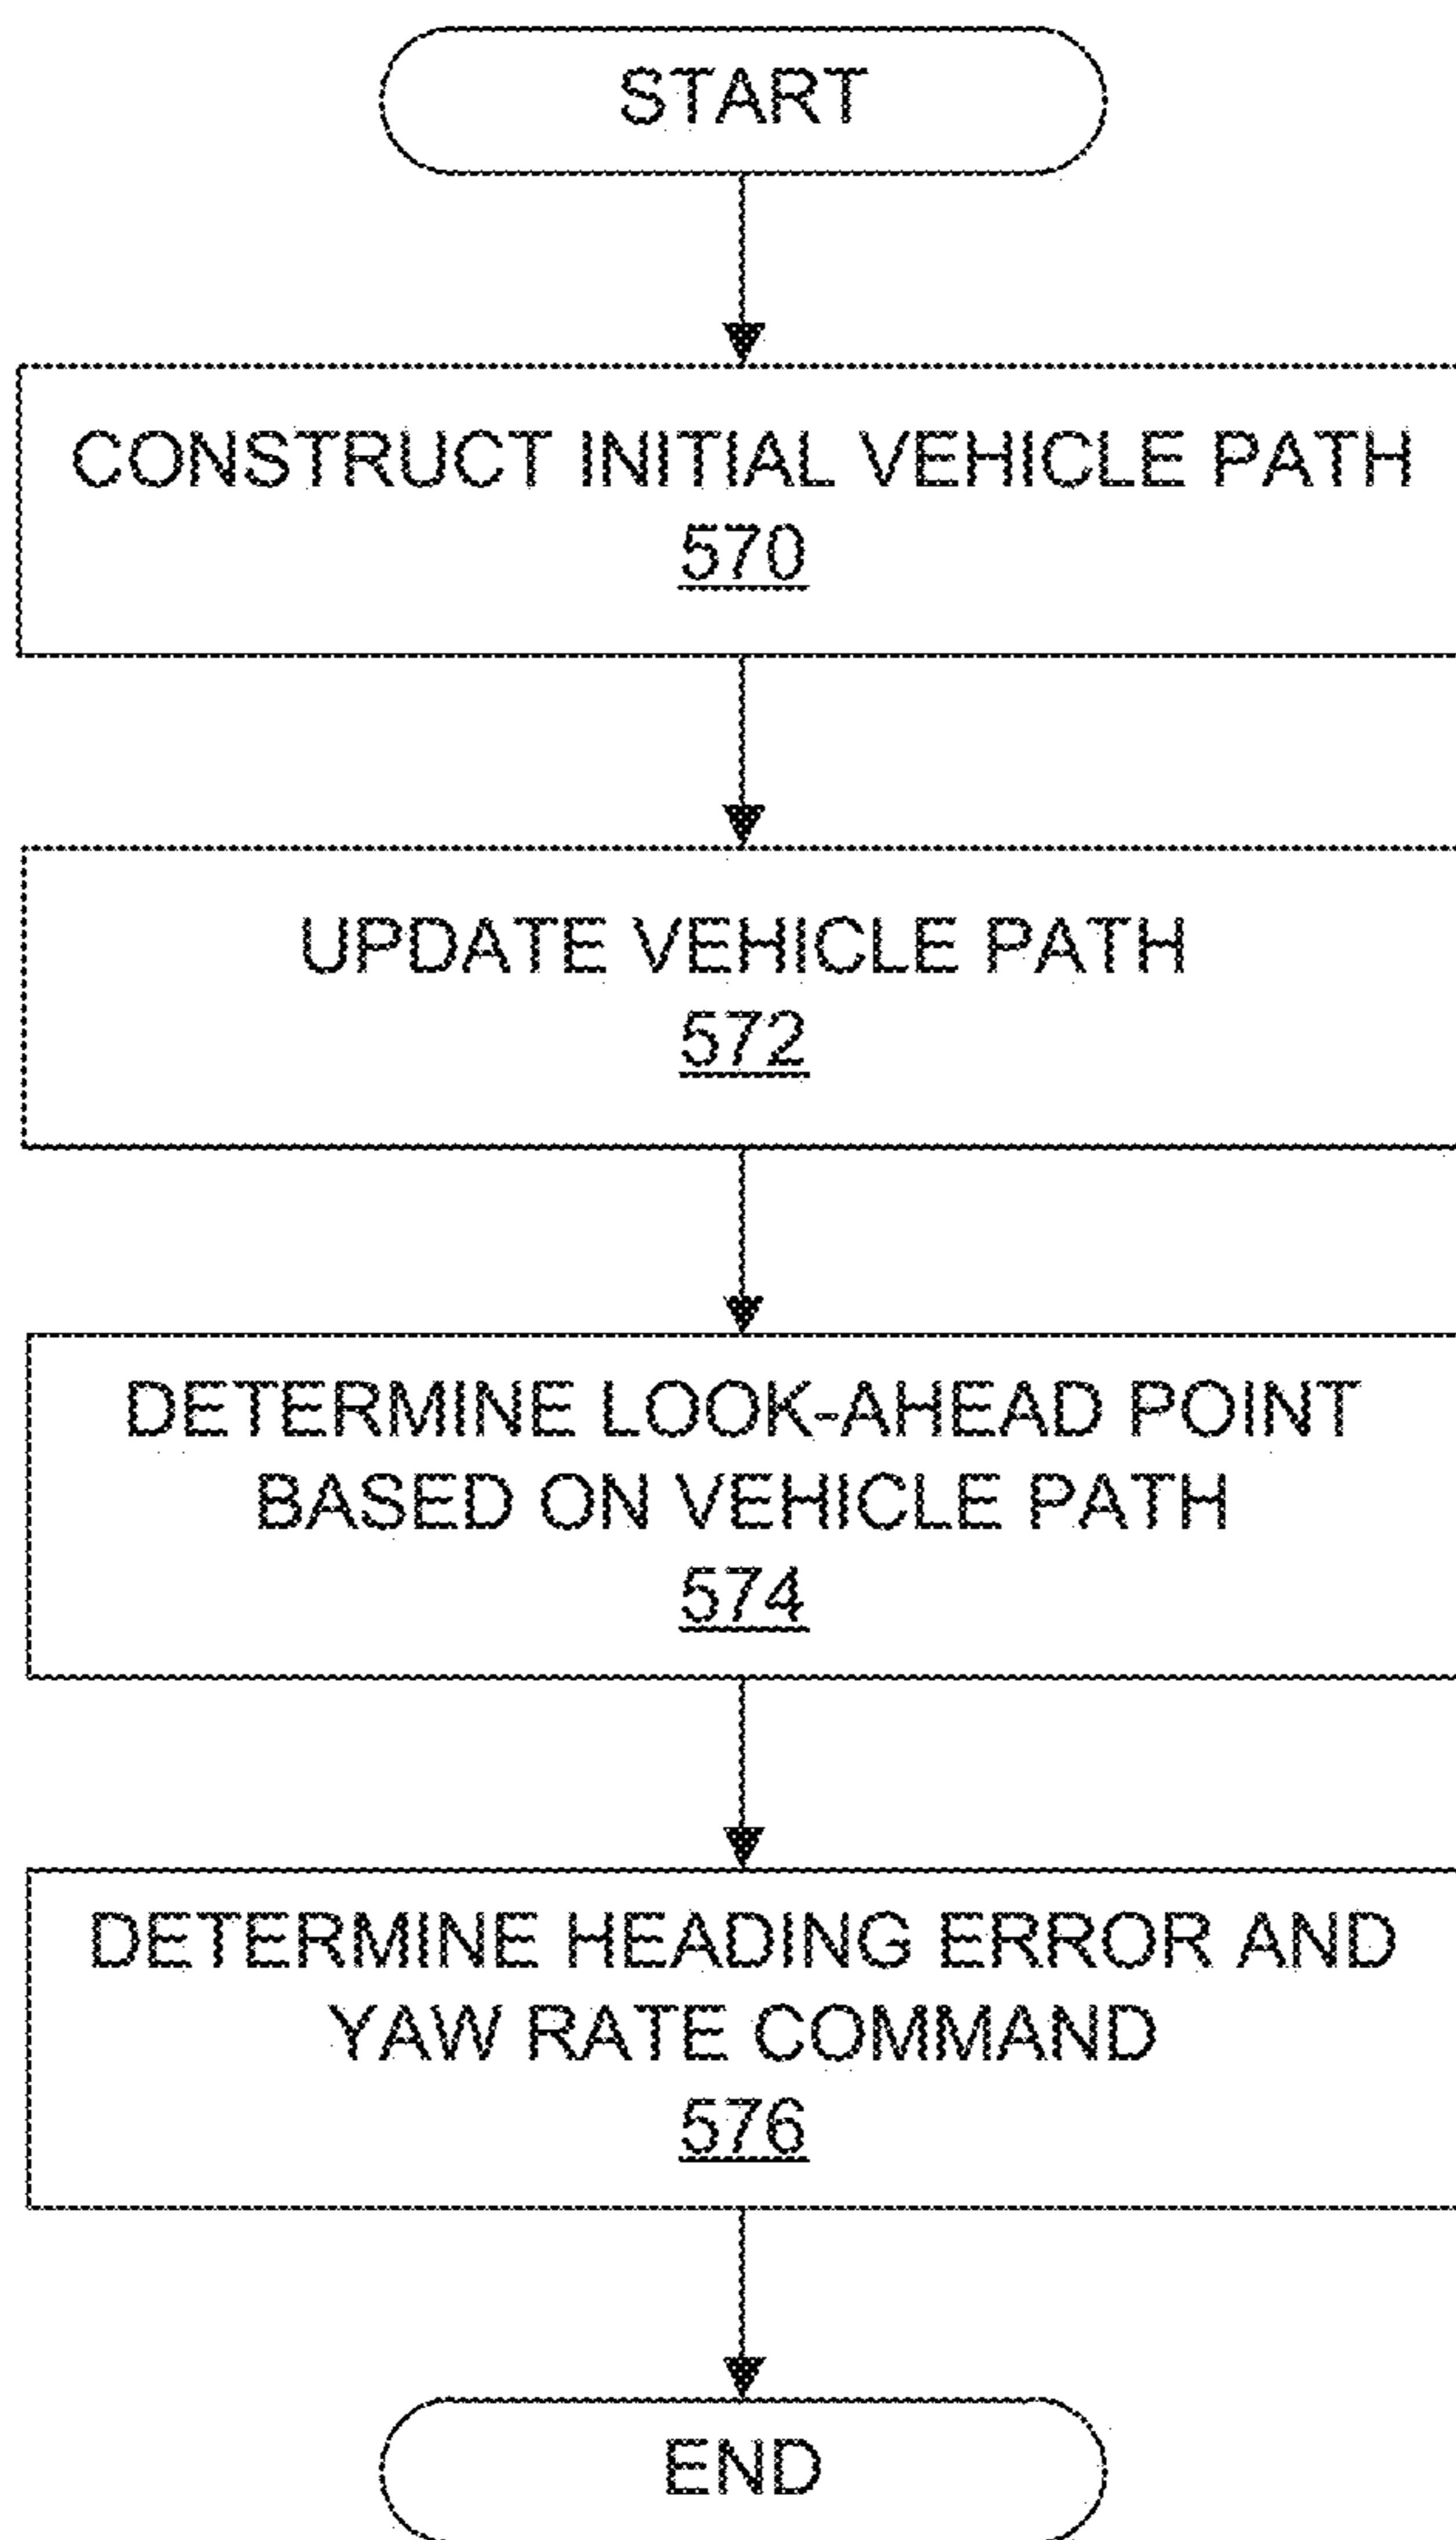 START
CONSTRUCT INITIAL VEHICLE PATH
570
UPDATE VEHICLE PATH
572
DETERMINE LOOK-AHEAD POINT
BASED ON VEHICLE PATH
574
DETERMINE HEADING ERROR AND
YAW RATE COMMAND
576
END